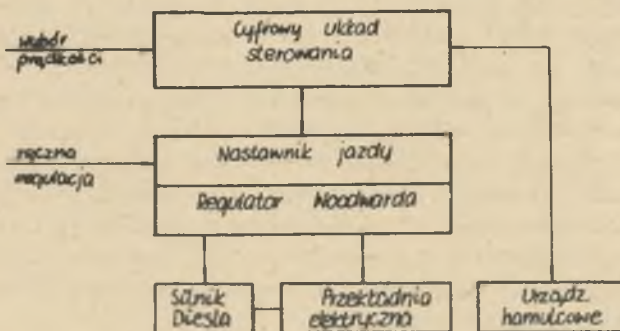 wybór
prędkości
Cyfrowy układ
sterowania
ręczna
regulacja
Nastawnik jazdy
Regulator Woodwarda
Silnik
Diesla
Przekładnia
elektryczna
Urządz.
hamulcowe